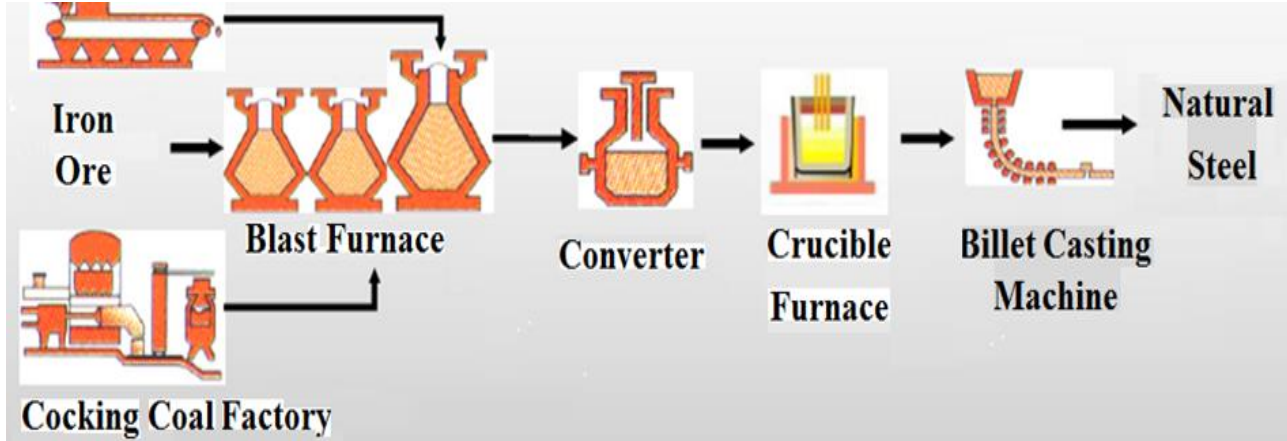 Iron
Ore
Blast Furnace
Cocking Coal Factory
Converter
Crucible
Furnace
Billet Casting
Machine
Natural
Steel